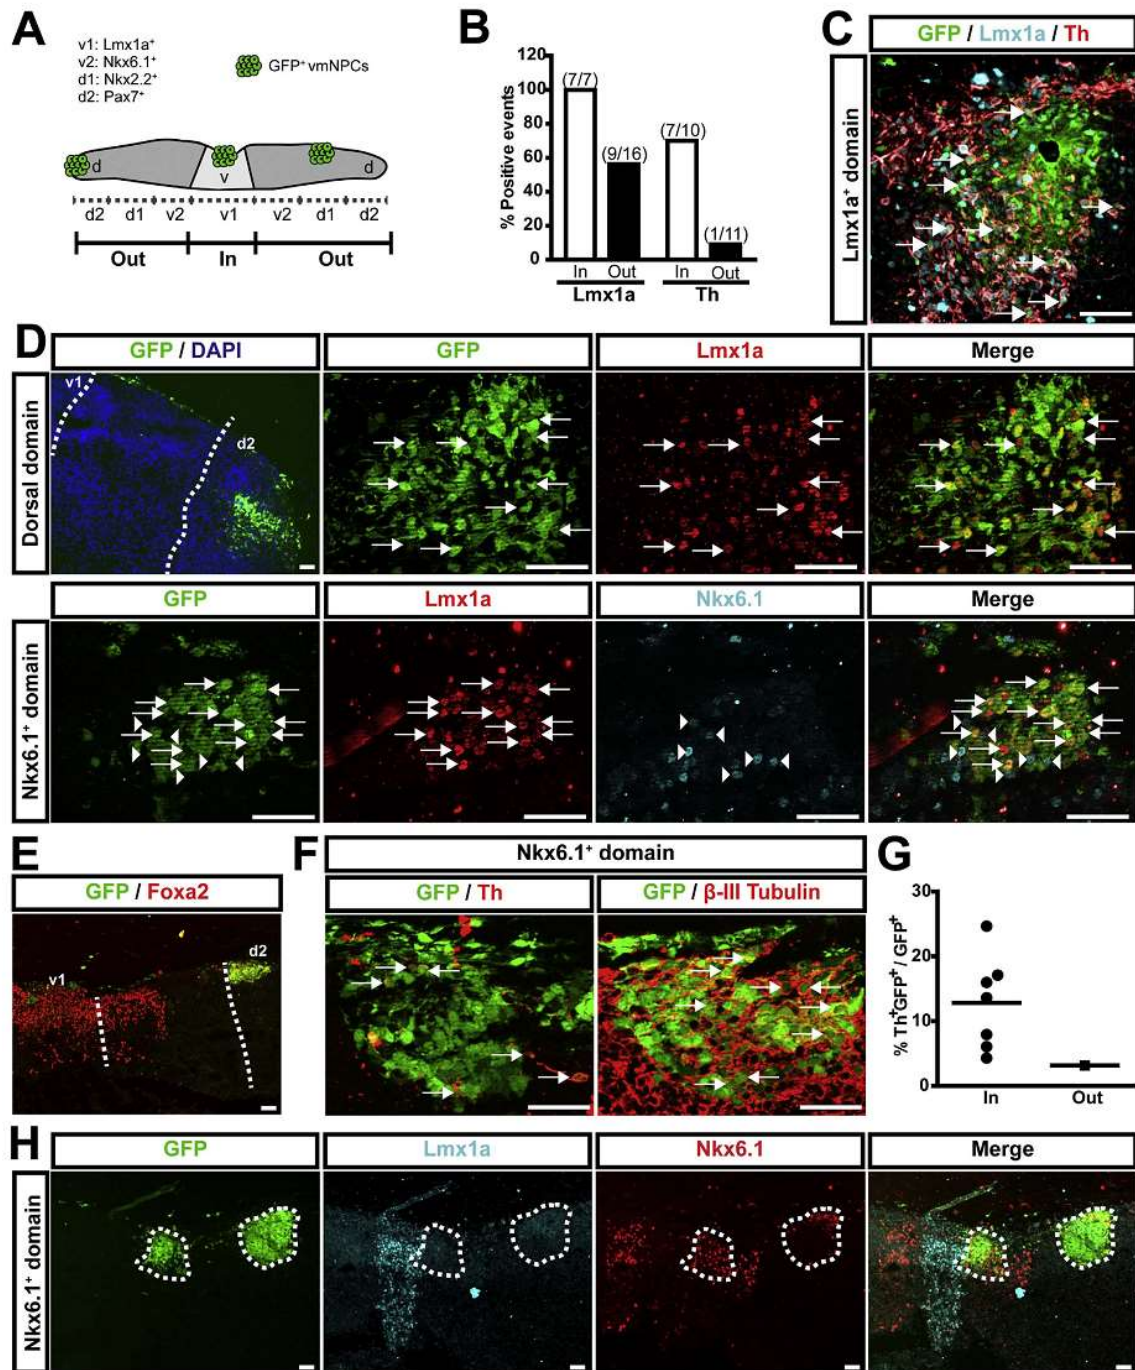 A
v1: Lmx1a⁺
v2: Nkx6.1⁺
d1: Nkx2.2⁺
d2: Pax7⁺
GFP⁺ vmNPCs
d v d
d2 d1 v2 v1 v2 d1 d2
Out In Out
B
% Positive events
120
100
80
60
40
20
0
(7/7)
(9/16)
(7/10)
(1/11)
In Out In Out
Lmx1a Th
C
GFP / Lmx1a / Th
Lmx1a⁺ domain
D
GFP / DAPI GFP Lmx1a Merge
Dorsal domain
v1
d2
GFP Lmx1a Nkx6.1 Merge
Nkx6.1⁺ domain
E
GFP / Foxa2
v1
d2
F
Nkx6.1⁺ domain
GFP / Th GFP / β-III Tubulin
G
% Th⁺GFP⁺ / GFP⁺
30
20
10
0
In Out
H
GFP Lmx1a Nkx6.1 Merge
Nkx6.1⁺ domain